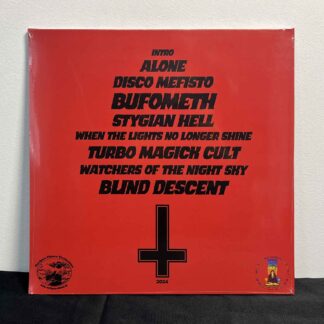 INTRO
ALONE
DISCO MEFISTO
BUFOMETH
STYGIAN HELL
WHEN THE LIGHTS NO LONGER SHINE
TURBO MAGICK CULT
WATCHERS OF THE NIGHT SKY
BLIND DESCENT
2024